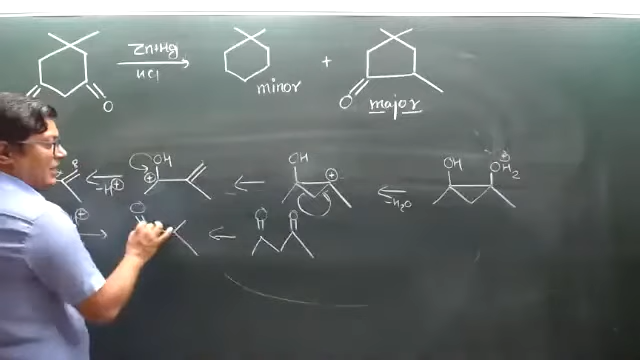 Zn+Hg
HCl
minor + major
O O
OH OH OH OH₂ ⊕
⊕ ⊕
-H⊕ -H₂O
H⊕ O O O